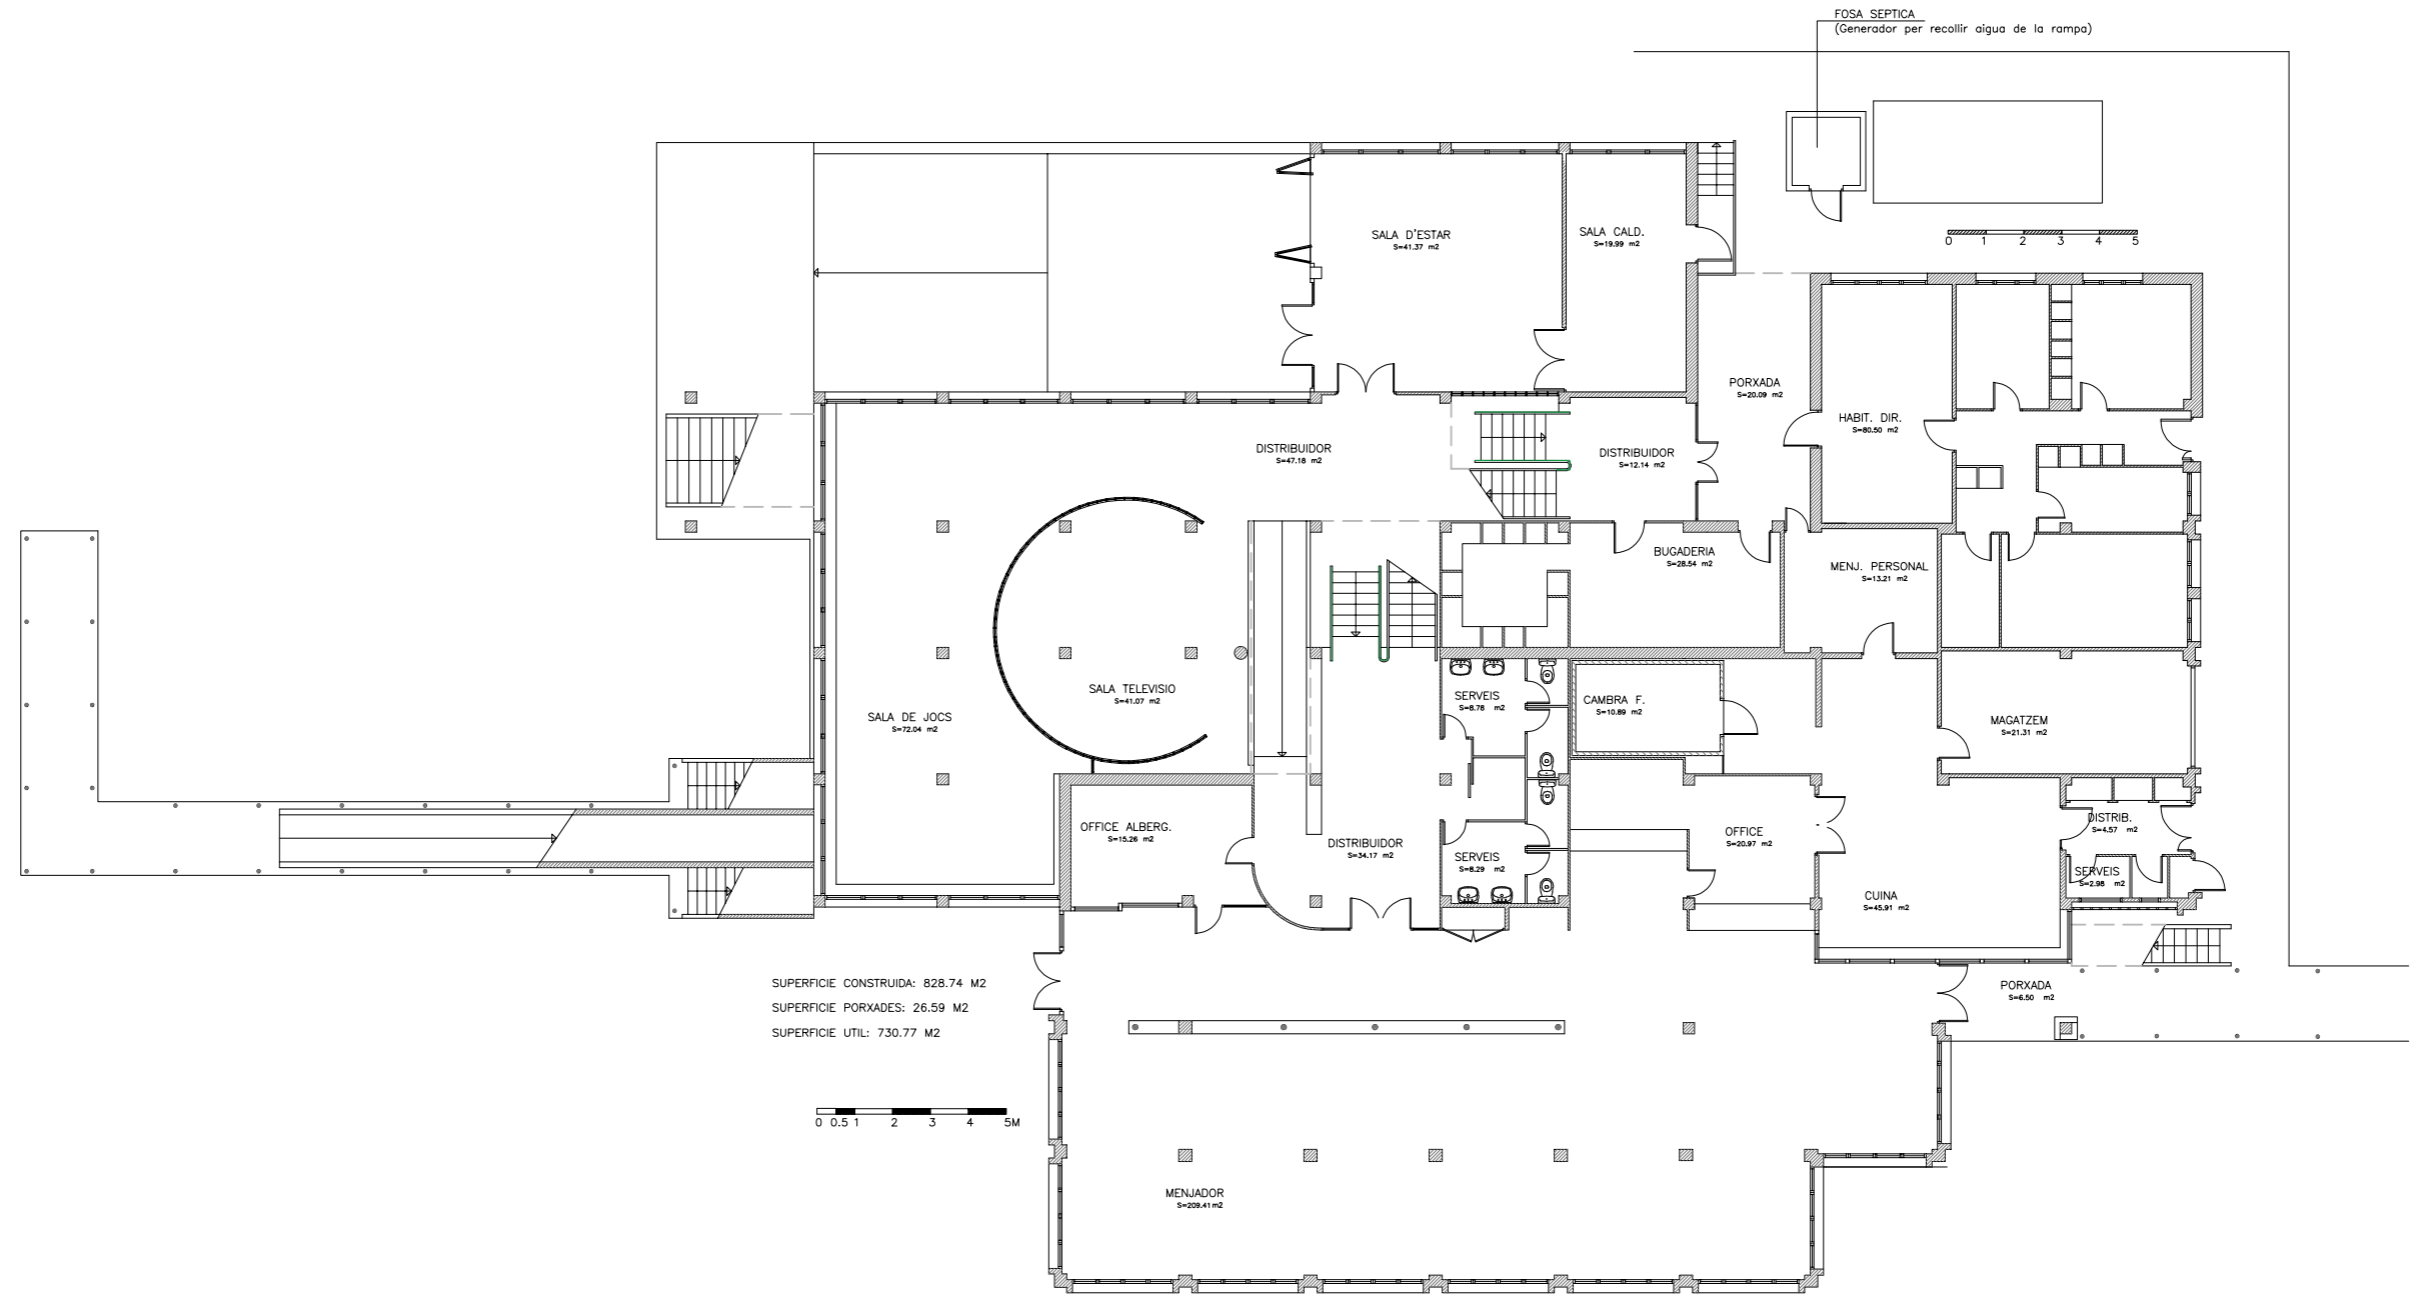 FOSA SEPTICA
(Generador per recollir aigua de la rampa)
SALA D'ESTAR
S=41.37 m2
SALA CALD.
S=19.99 m2
0 1 2 3 4 5
PORXADA
S=20.09 m2
HABIT. DIR.
S=80.50 m2
DISTRIBUIDOR
S=47.18 m2
DISTRIBUIDOR
S=12.14 m2
BUGADERIA
S=28.54 m2
MENJ. PERSONAL
S=13.21 m2
SALA TELEVISIO
S=41.07 m2
SALA DE JOCS
S=72.04 m2
SERVEIS
S=8.78 m2
CAMBRA F.
S=10.89 m2
MAGATZEM
S=21.31 m2
OFFICE ALBERG.
S=15.26 m2
DISTRIBUIDOR
S=34.17 m2
SERVEIS
S=8.29 m2
OFFICE
S=20.97 m2
DISTRIB.
S=4.57 m2
SERVEIS
S=2.98 m2
CUINA
S=45.91 m2
SUPERFICIE CONSTRUIDA: 828.74 M2
SUPERFICIE PORXADES: 26.59 M2
SUPERFICIE UTIL: 730.77 M2
PORXADA
S=6.50 m2
0 0.5 1 2 3 4 5M
MENJADOR
S=209.41 m2